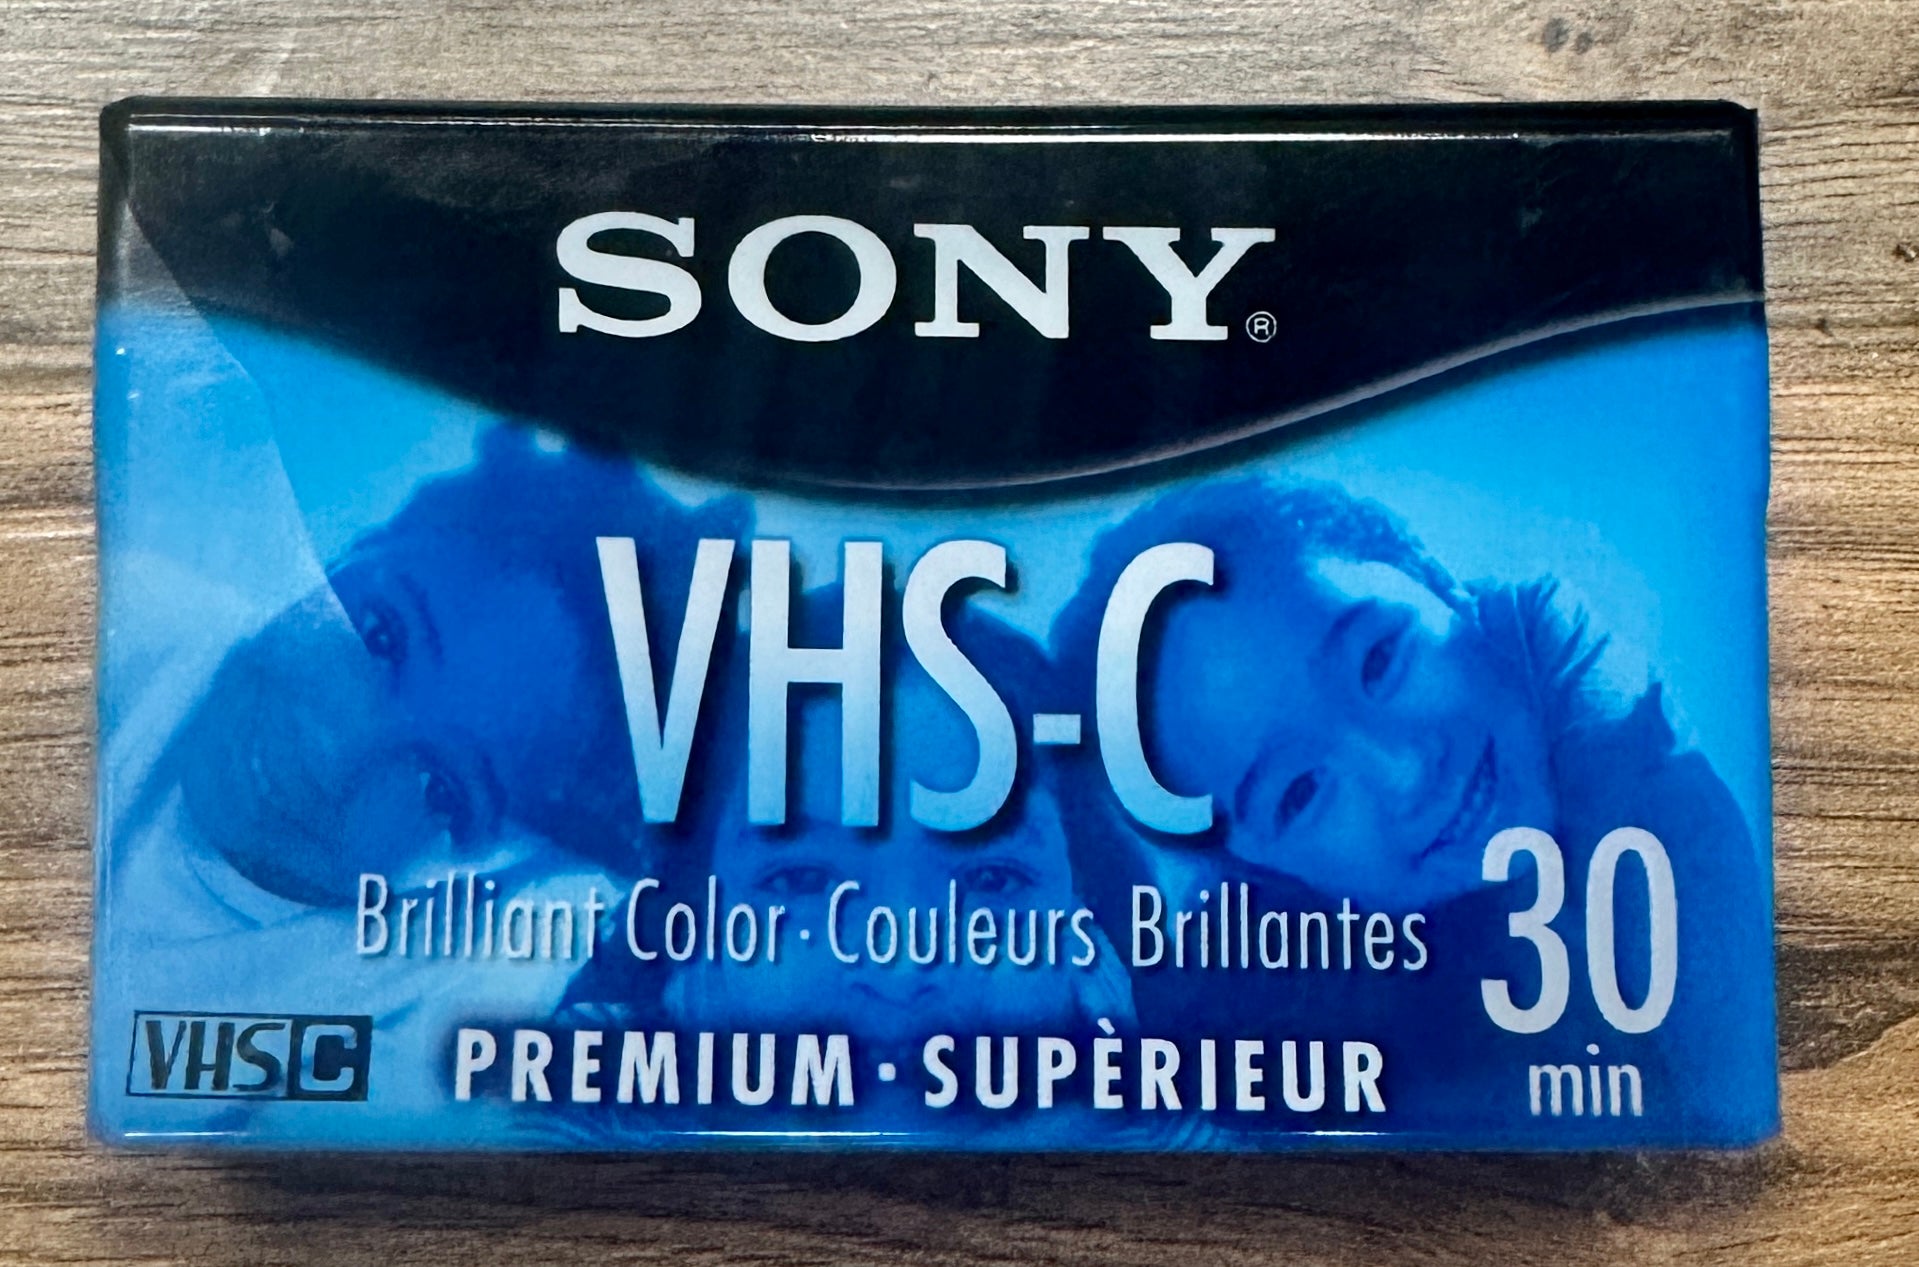 SONY®
VHS-C
Brilliant Color · Couleurs Brillantes
30
min
VHS C
PREMIUM · SUPÈRIEUR